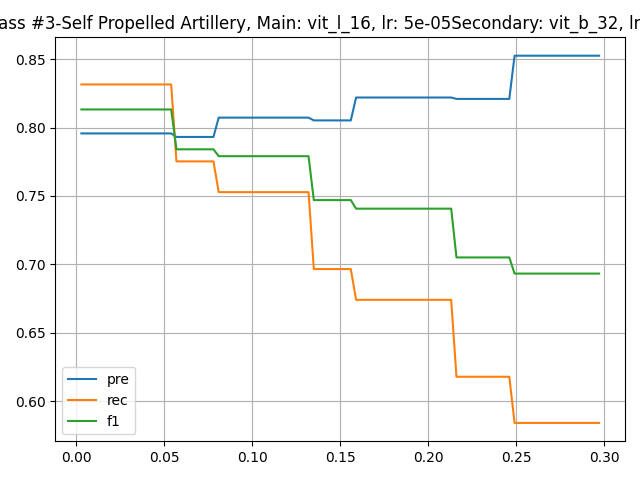 ass #3-Self Propelled Artillery, Main: vit_l_16, lr: 5e-05Secondary: vit_b_32, lr
0.85
0.80
0.75
0.70
0.65
0.60
pre
rec
f1
0.00 0.05 0.10 0.15 0.20 0.25 0.30